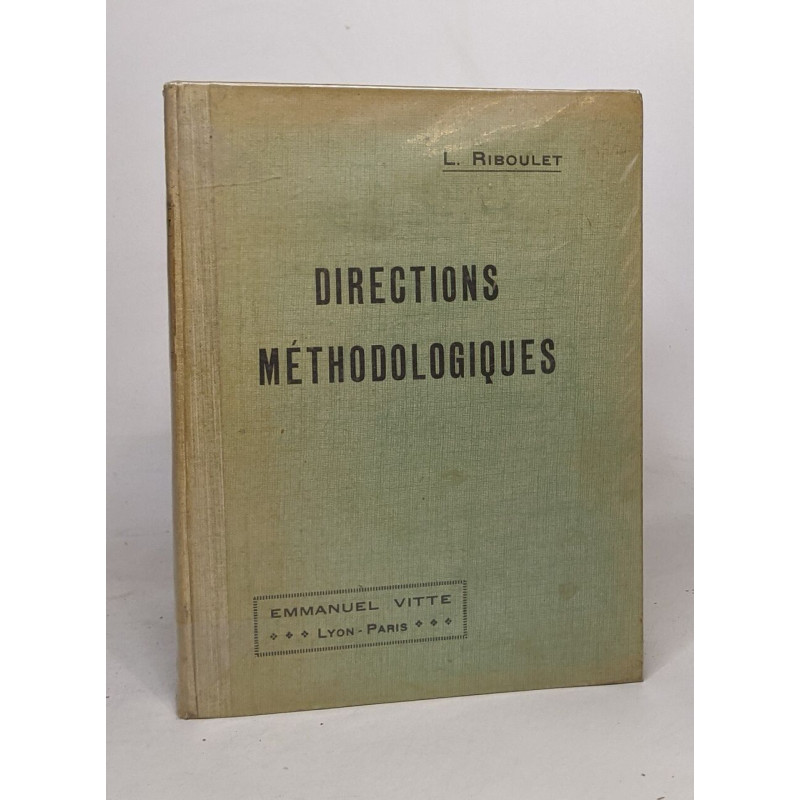 L. RIBOULET
DIRECTIONS
MÉTHODOLOGIQUES
EMMANUEL VITTE
LYON - PARIS